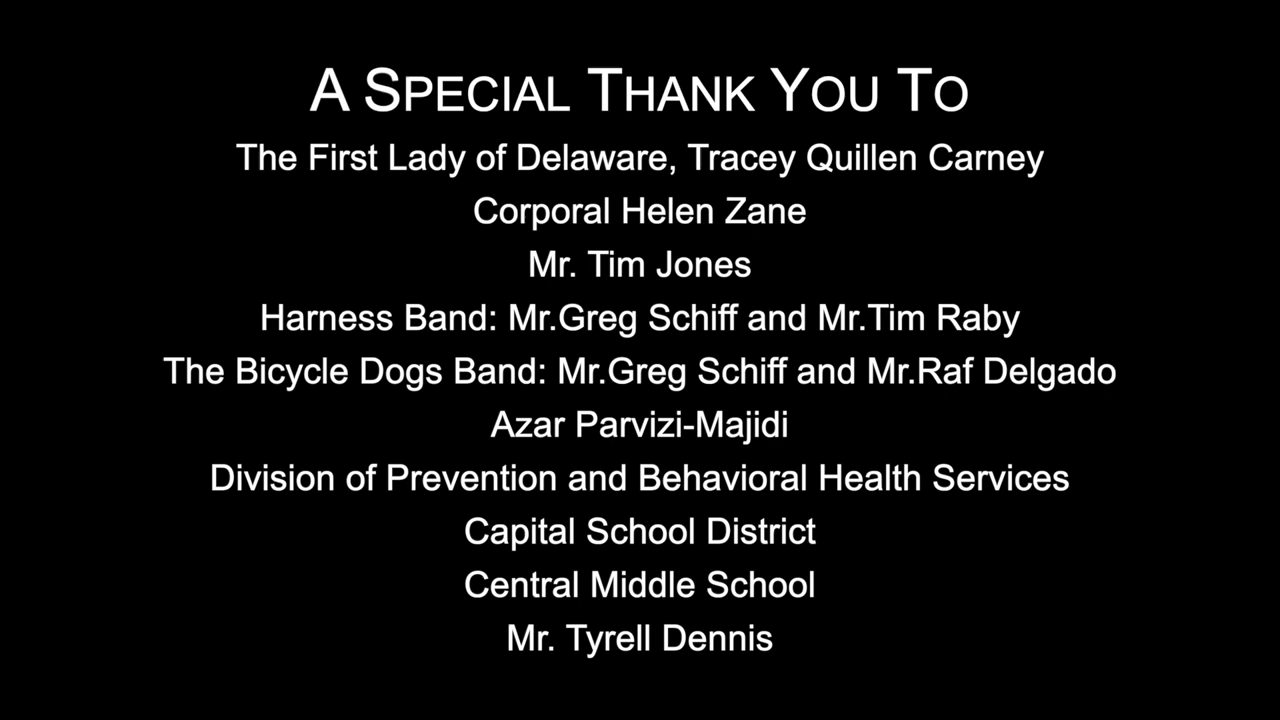 A SPECIAL THANK YOU TO
The First Lady of Delaware, Tracey Quillen Carney
Corporal Helen Zane
Mr. Tim Jones
Harness Band: Mr.Greg Schiff and Mr.Tim Raby
The Bicycle Dogs Band: Mr.Greg Schiff and Mr.Raf Delgado
Azar Parvizi-Majidi
Division of Prevention and Behavioral Health Services
Capital School District
Central Middle School
Mr. Tyrell Dennis